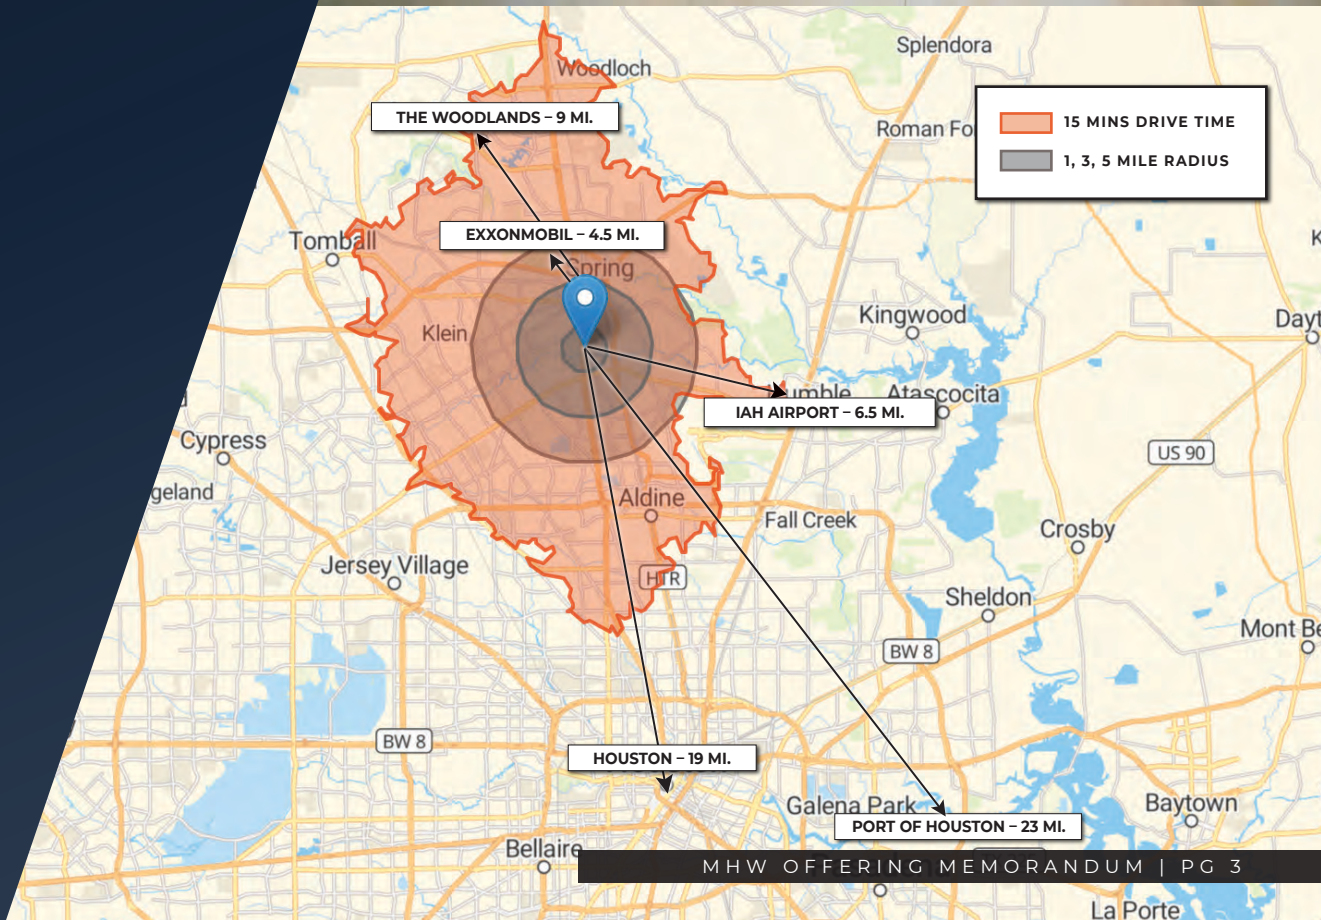 Splendora
Woodloch
THE WOODLANDS – 9 MI.
15 MINS DRIVE TIME
Roman Fo
1, 3, 5 MILE RADIUS
EXXONMOBIL – 4.5 MI.
Tomball
Spring
Kingwood
Klein
Atascocita
IAH AIRPORT – 6.5 MI.
Cypress
US 90
geland
Aldine
Fall Creek
Crosby
Jersey Village
HTR
Sheldon
BW 8
BW 8
HOUSTON – 19 MI.
Galena Park
Baytown
PORT OF HOUSTON – 23 MI.
Bellaire
MHW OFFERING MEMORANDUM | PG 3
La Porte